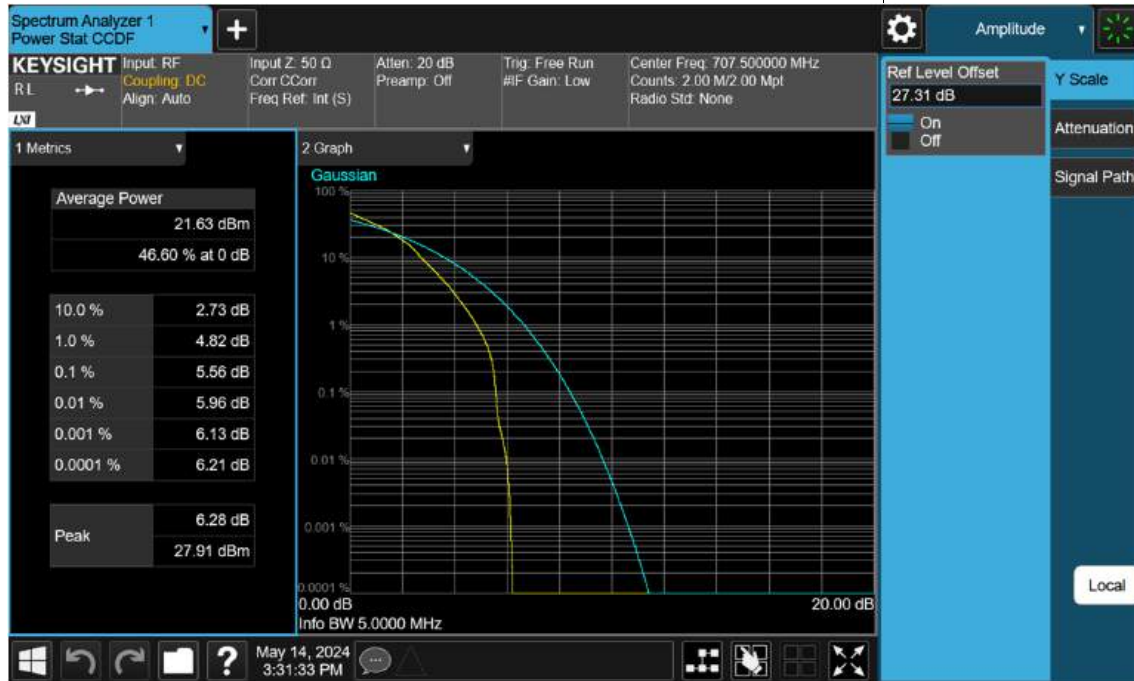 Spectrum Analyzer 1
Power Stat CCDF
Amplitude
KEYSIGHT
RL
LXI
Input: RF
Coupling: DC
Align: Auto
Input Z: 50 Ω
Corr CCorr
Freq Ref: Int (S)
Atten: 20 dB
Preamp: Off
Trig: Free Run
#IF Gain: Low
Center Freq: 707.500000 MHz
Counts: 2.00 M/2.00 Mpt
Radio Std: None
Ref Level Offset
27.31 dB
On
Off
Y Scale
Attenuation
Signal Path
1 Metrics
Average Power
21.63 dBm
46.60 % at 0 dB
10.0 % 2.73 dB
1.0 % 4.82 dB
0.1 % 5.56 dB
0.01 % 5.96 dB
0.001 % 6.13 dB
0.0001 % 6.21 dB
Peak
6.28 dB
27.91 dBm
2 Graph
Gaussian
100 %
10 %
1 %
0.1 %
0.01 %
0.001 %
0.0001 %
0.00 dB 20.00 dB
Info BW 5.0000 MHz
Local
?
May 14, 2024
3:31:33 PM